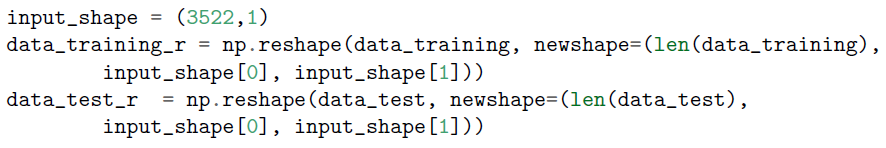 input_shape = (3522,1)
data_training_r = np.reshape(data_training, newshape=(len(data_training),
        input_shape[0], input_shape[1]))
data_test_r  = np.reshape(data_test, newshape=(len(data_test),
        input_shape[0], input_shape[1]))